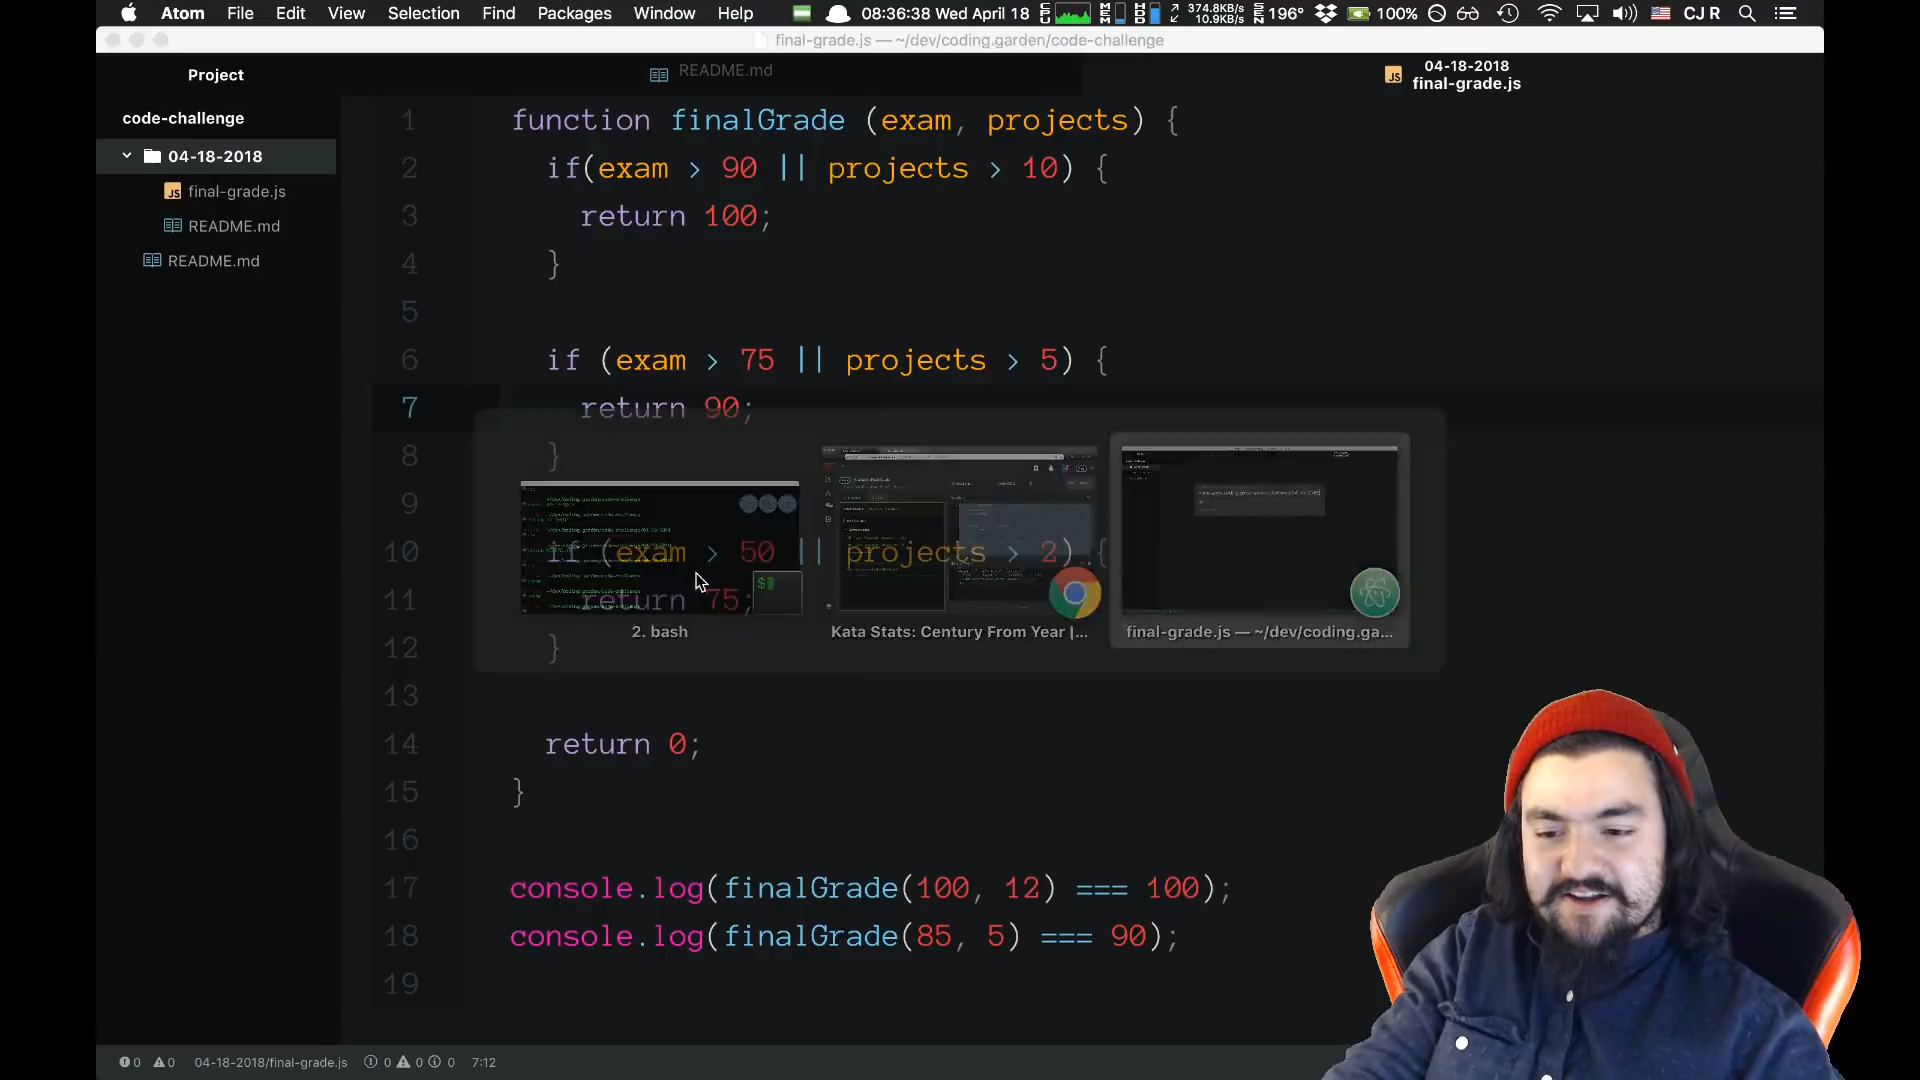 Atom File Edit View Selection Find Packages Window Help 08:36:38 Wed April 18 374.8KB/s 10.9KB/s 196° 100% CJ R
final-grade.js — ~/dev/coding.garden/code-challenge
Project
README.md
04-18-2018
final-grade.js
code-challenge
04-18-2018
final-grade.js
README.md
README.md
1 function finalGrade (exam, projects) {
2 if(exam > 90 || projects > 10) {
3 return 100;
4 }
5
6 if (exam > 75 || projects > 5) {
7 return 90;
8 }
9
10 if (exam > 50 || projects > 2) {
11 return 75;
12 }
13
14 return 0;
15 }
16
17 console.log(finalGrade(100, 12) === 100);
18 console.log(finalGrade(85, 5) === 90);
19
2. bash
Kata Stats: Century From Year |...
final-grade.js — ~/dev/coding.ga...
0 0 04-18-2018/final-grade.js 0 0 0 7:12